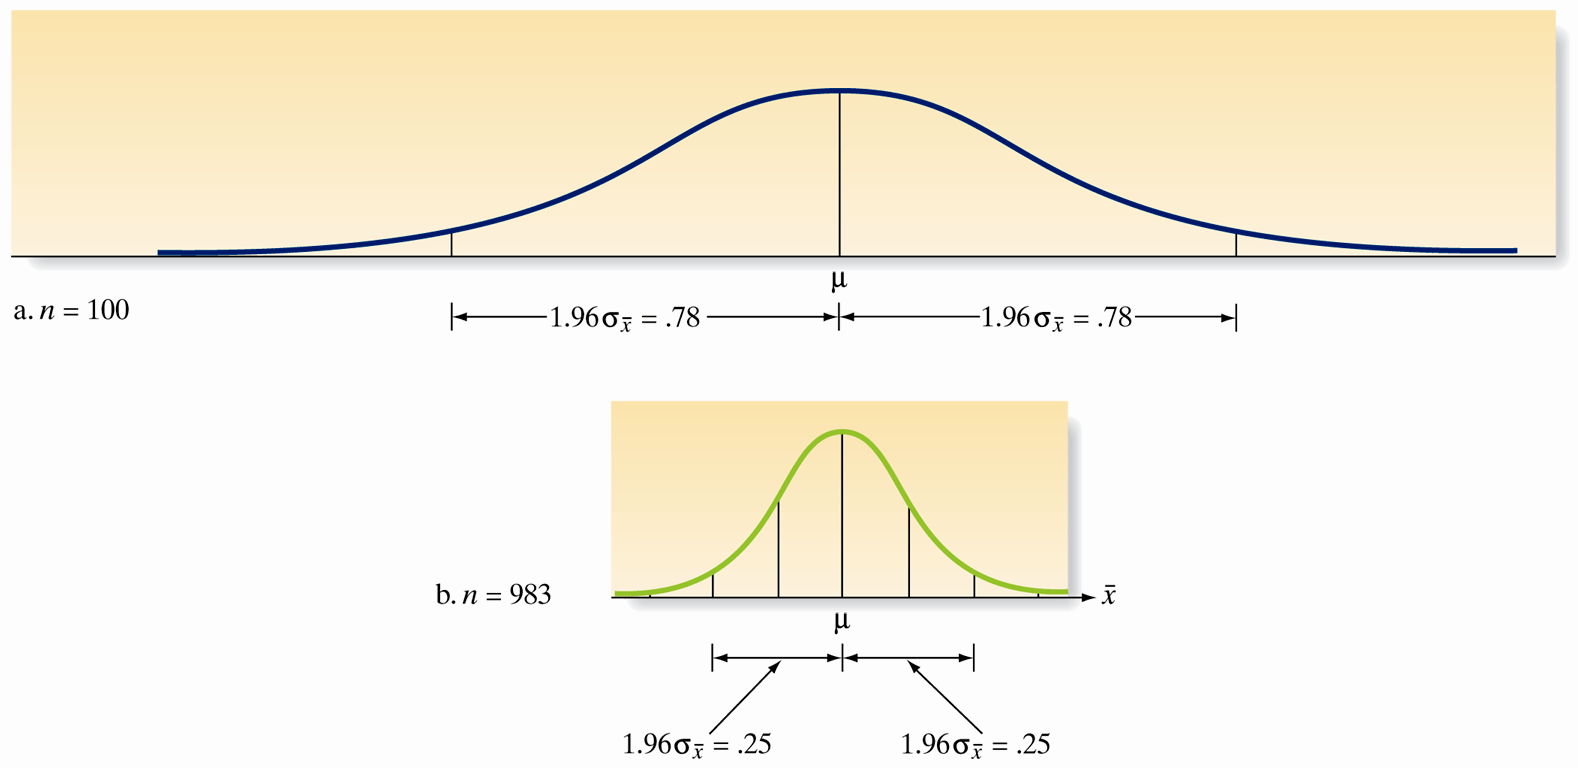 μ
a. n = 100
1.96σx̄ = .78
1.96σx̄ = .78
b. n = 983
x̄
μ
1.96σx̄ = .25
1.96σx̄ = .25